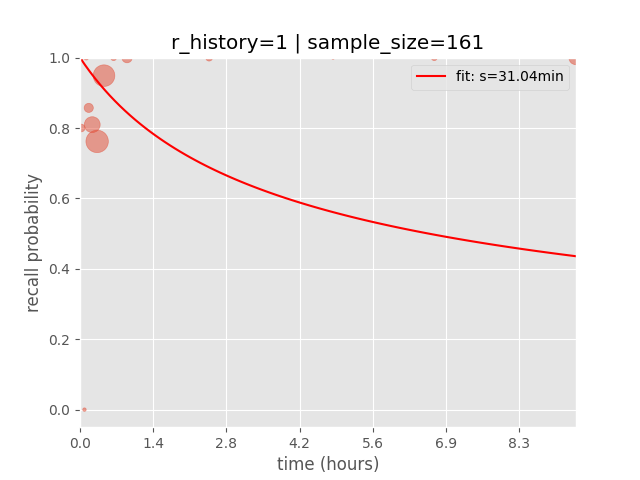 r_history=1 | sample_size=161
fit: s=31.04min
recall probability
1.0
0.8
0.6
0.4
0.2
0.0
0.0 1.4 2.8 4.2 5.6 6.9 8.3
time (hours)